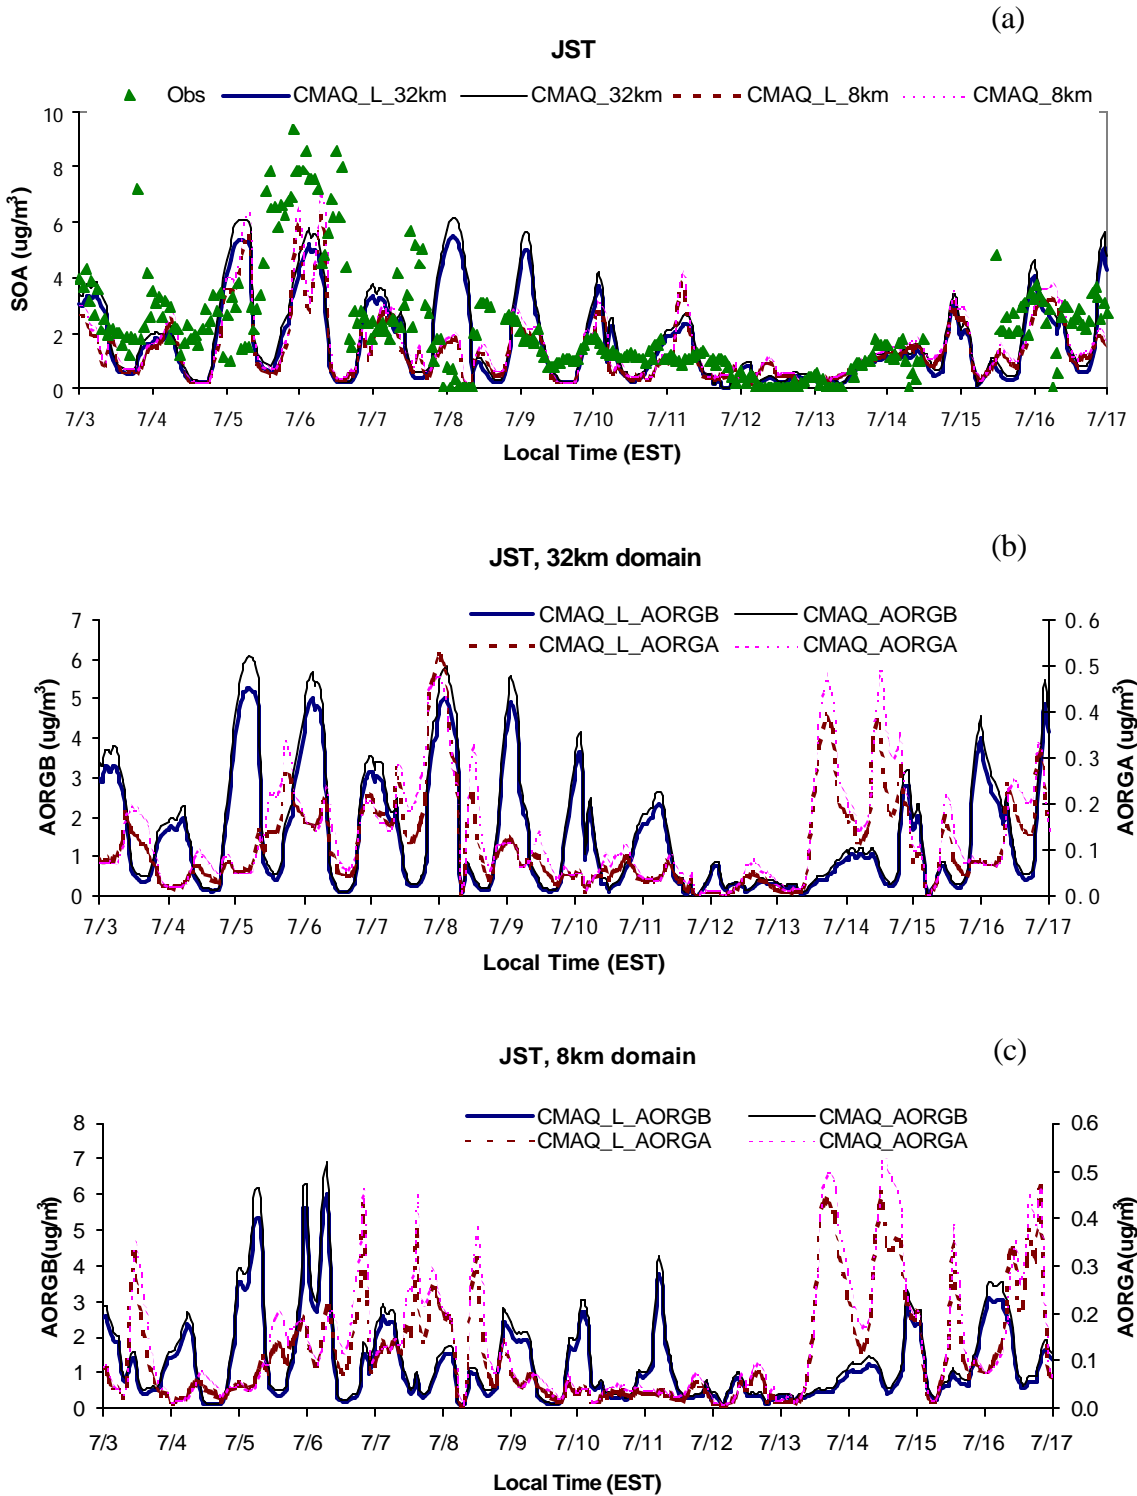 (a)
JST
Obs CMAQ_L_32km CMAQ_32km CMAQ_L_8km CMAQ_8km
SOA (ug/m³)
10
8
6
4
2
0
7/3 7/4 7/5 7/6 7/7 7/8 7/9 7/10 7/11 7/12 7/13 7/14 7/15 7/16 7/17
Local Time (EST)
(b)
JST, 32km domain
CMAQ_L_AORGB CMAQ_AORGB
CMAQ_L_AORGA CMAQ_AORGA
AORGB (ug/m³)
7
6
5
4
3
2
1
0
0.6
0.5
0.4
0.3
0.2
0.1
0.0
AORGA (ug/m³)
7/3 7/4 7/5 7/6 7/7 7/8 7/9 7/10 7/11 7/12 7/13 7/14 7/15 7/16 7/17
Local Time (EST)
(c)
JST, 8km domain
CMAQ_L_AORGB CMAQ_AORGB
CMAQ_L_AORGA CMAQ_AORGA
AORGB(ug/m³)
8
7
6
5
4
3
2
1
0
0.6
0.5
0.4
0.3
0.2
0.1
0.0
AORGA(ug/m³)
7/3 7/4 7/5 7/6 7/7 7/8 7/9 7/10 7/11 7/12 7/13 7/14 7/15 7/16 7/17
Local Time (EST)